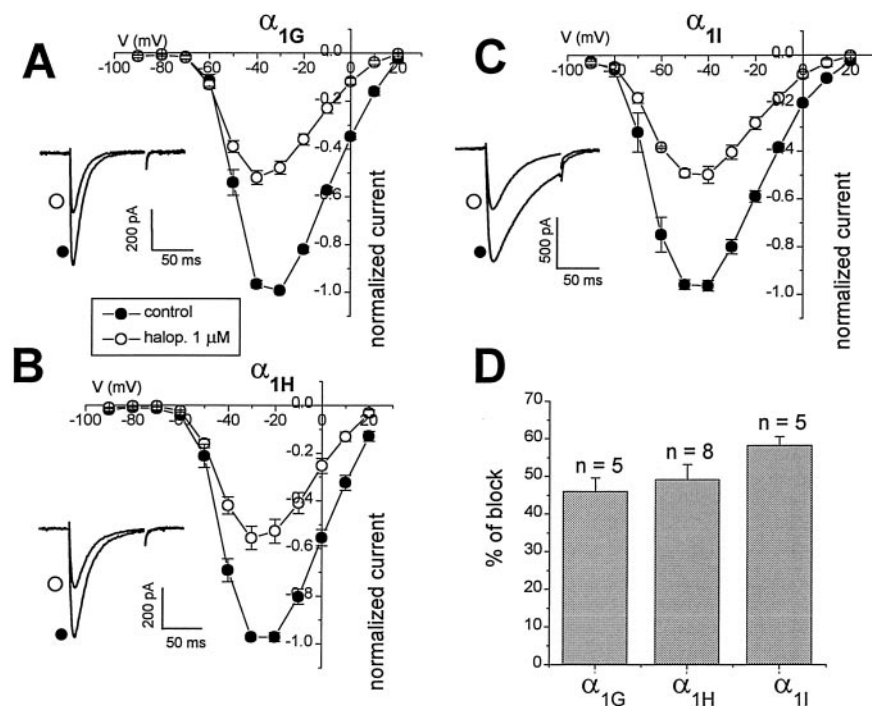 A
α1G
V (mV)
-100 -80 -60 -40 -20 0 20
0.0
-0.2
-0.4
-0.6
-0.8
-1.0
normalized current
200 pA
50 ms
control
halop. 1 μM
B
α1H
V (mV)
-100 -80 -60 -40 -20 0 20
0.0
-0.2
-0.4
-0.6
-0.8
-1.0
normalized current
200 pA
50 ms
C
α1I
V (mV)
-100 -80 -60 -40 -20 0 20
0.0
-0.2
-0.4
-0.6
-0.8
-1.0
normalized current
500 pA
50 ms
D
% of block
70
60
50
40
30
20
10
0
n = 5
n = 8
n = 5
α1G α1H α1I